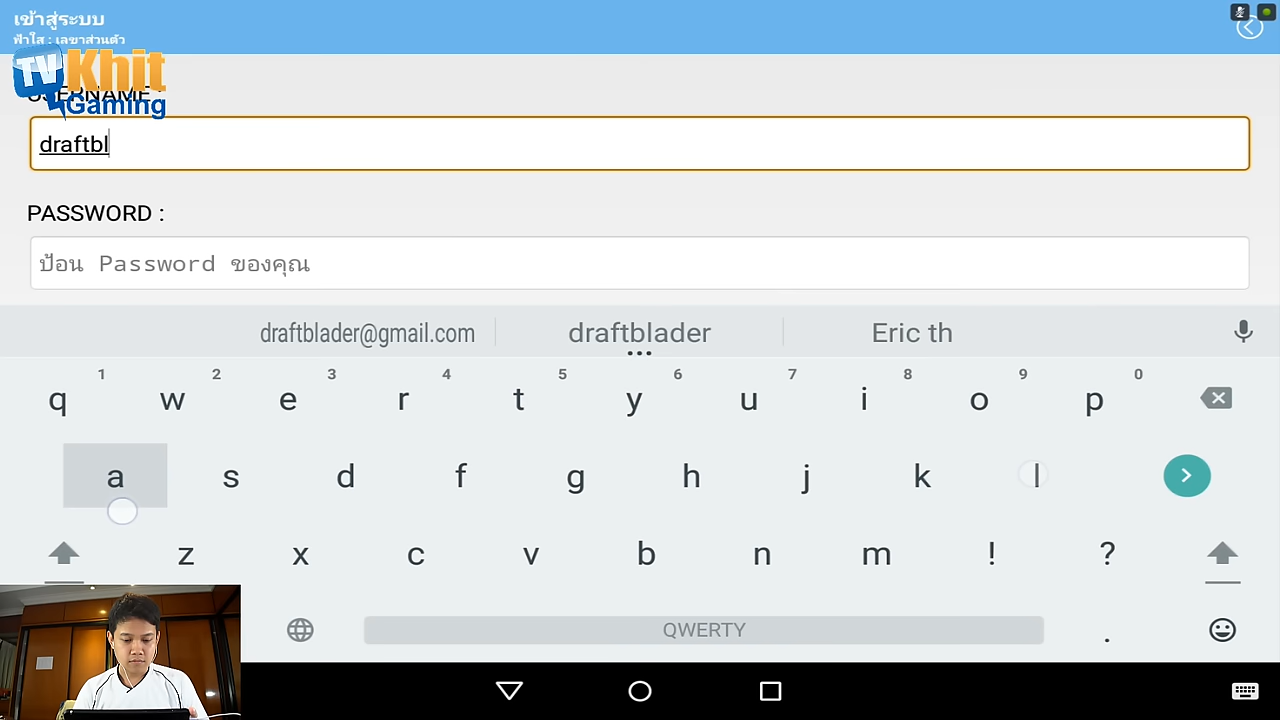 เข้าสู่ระบบ
ฟ้าใส : เลขาส่วนตัว
TV Khit
Gaming
USERNAME :
draftbl
PASSWORD :
ป้อน Password ของคุณ
draftblader@gmail.com draftblader Eric th
1 2 3 4 5 6 7 8 9 0
q w e r t y u i o p
a s d f g h j k l
z x c v b n m ! ?
QWERTY .